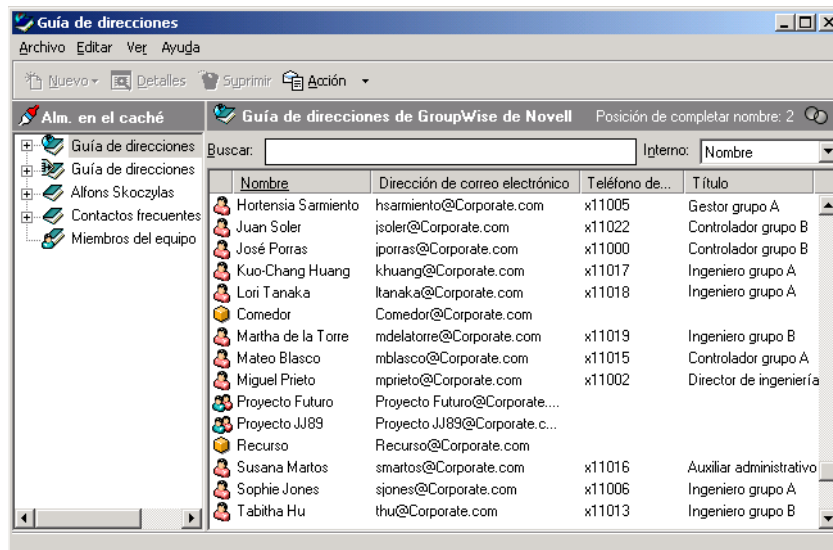 Guía de direcciones
Archivo Editar Ver Ayuda
Nuevo Detalles Suprimir Acción
Alm. en el caché
Guía de direcciones de GroupWise de Novell Posición de completar nombre: 2
Guía de direcciones
Guía de direcciones
Alfons Skoczylas
Contactos frecuentes
Miembros del equipo
Buscar: Interno: Nombre
Nombre Dirección de correo electrónico Teléfono de... Título
Hortensia Sarmiento hsarmiento@Corporate.com x11005 Gestor grupo A
Juan Soler jsoler@Corporate.com x11022 Controlador grupo B
José Porras jporras@Corporate.com x11000 Controlador grupo B
Kuo-Chang Huang khuang@Corporate.com x11017 Ingeniero grupo A
Lori Tanaka ltanaka@Corporate.com x11018 Ingeniero grupo A
Comedor Comedor@Corporate.com
Martha de la Torre mdelatorre@Corporate.com x11019 Ingeniero grupo B
Mateo Blasco mblasco@Corporate.com x11015 Controlador grupo A
Miguel Prieto mprieto@Corporate.com x11002 Director de ingeniería
Proyecto Futuro Proyecto Futuro@Corporate....
Proyecto JJ89 Proyecto JJ89@Corporate.c...
Recurso Recurso@Corporate.com
Susana Martos smartos@Corporate.com x11016 Auxiliar administrativo
Sophie Jones sjones@Corporate.com x11006 Ingeniero grupo A
Tabitha Hu thu@Corporate.com x11013 Ingeniero grupo B